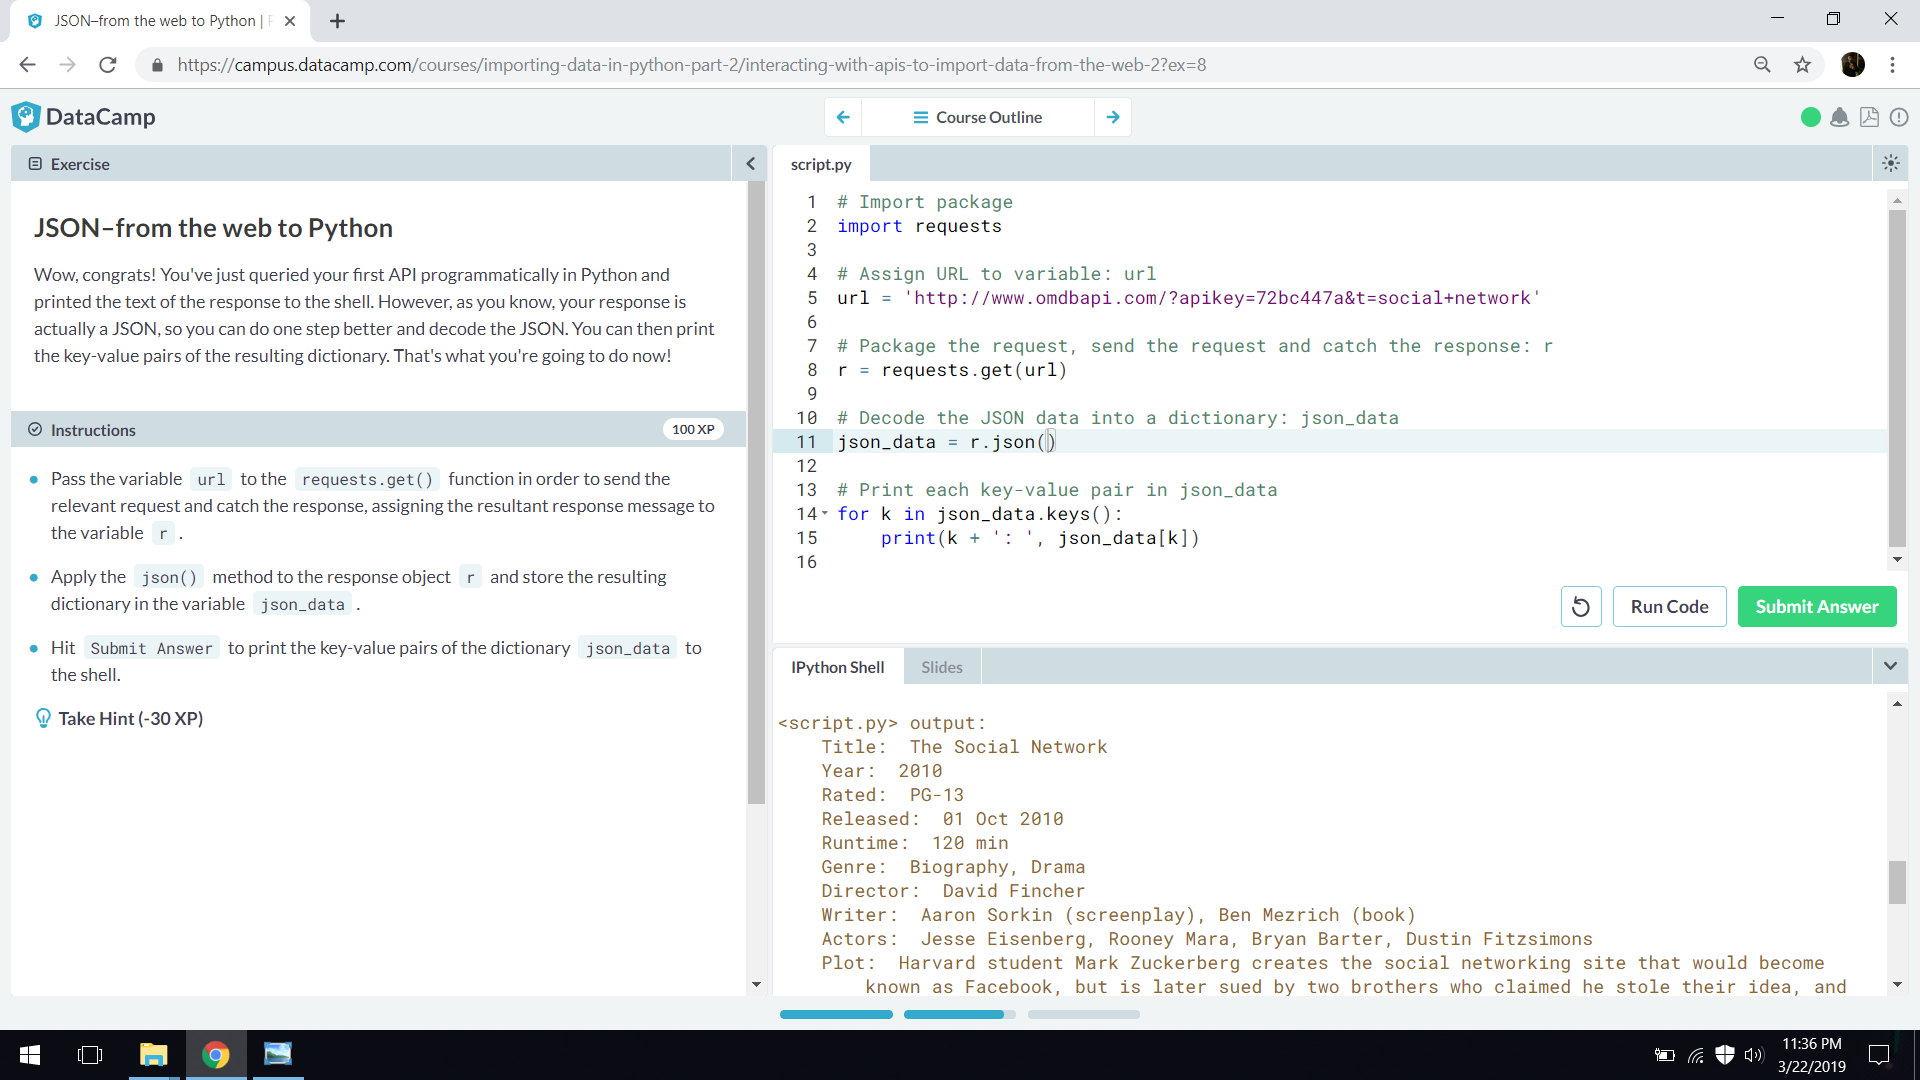 JSON–from the web to Python |
https://campus.datacamp.com/courses/importing-data-in-python-part-2/interacting-with-apis-to-import-data-from-the-web-2?ex=8
DataCamp
Course Outline
Exercise
JSON–from the web to Python
Wow, congrats! You've just queried your first API programmatically in Python and
printed the text of the response to the shell. However, as you know, your response is
actually a JSON, so you can do one step better and decode the JSON. You can then print
the key-value pairs of the resulting dictionary. That's what you're going to do now!
Instructions
100 XP
Pass the variable url to the requests.get() function in order to send the
relevant request and catch the response, assigning the resultant response message to
the variable r .
Apply the json() method to the response object r and store the resulting
dictionary in the variable json_data .
Hit Submit Answer to print the key-value pairs of the dictionary json_data to
the shell.
Take Hint (-30 XP)
script.py
1 # Import package
2 import requests
3
4 # Assign URL to variable: url
5 url = 'http://www.omdbapi.com/?apikey=72bc447a&t=social+network'
6
7 # Package the request, send the request and catch the response: r
8 r = requests.get(url)
9
10 # Decode the JSON data into a dictionary: json_data
11 json_data = r.json()
12
13 # Print each key-value pair in json_data
14 for k in json_data.keys():
15     print(k + ': ', json_data[k])
16
Run Code
Submit Answer
IPython Shell
Slides
<script.py> output:
Title:  The Social Network
Year:  2010
Rated:  PG-13
Released:  01 Oct 2010
Runtime:  120 min
Genre:  Biography, Drama
Director:  David Fincher
Writer:  Aaron Sorkin (screenplay), Ben Mezrich (book)
Actors:  Jesse Eisenberg, Rooney Mara, Bryan Barter, Dustin Fitzsimons
Plot:  Harvard student Mark Zuckerberg creates the social networking site that would become
known as Facebook, but is later sued by two brothers who claimed he stole their idea, and
11:36 PM
3/22/2019